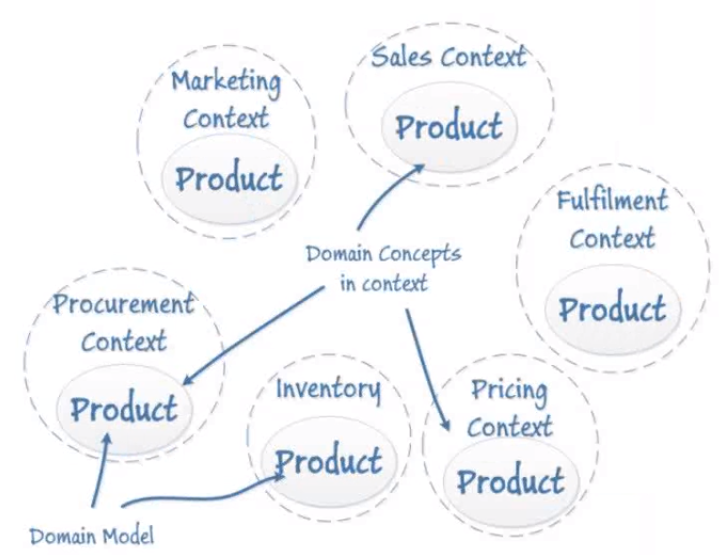 Sales Context
Product
Marketing
Context
Product
Fulfilment
Context
Product
Domain Concepts
in context
Procurement
Context
Product
Inventory
Product
Pricing
Context
Product
Domain Model